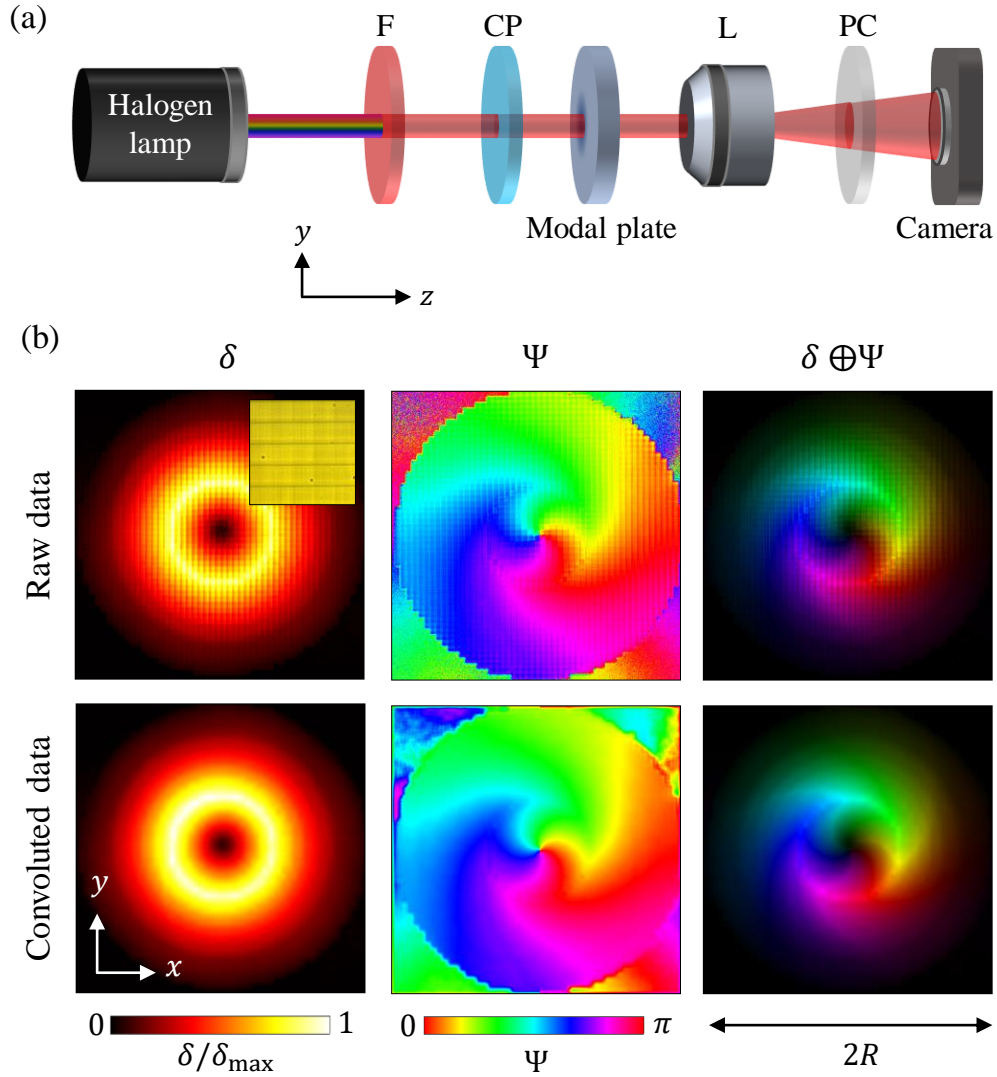 (a)
F
CP
L
PC
Halogen
lamp
Modal plate
Camera
y
z
(b)
δ
Ψ
δ ⊕Ψ
Raw data
Convoluted data
y
x
0
1
δ/δmax
0
π
Ψ
2R